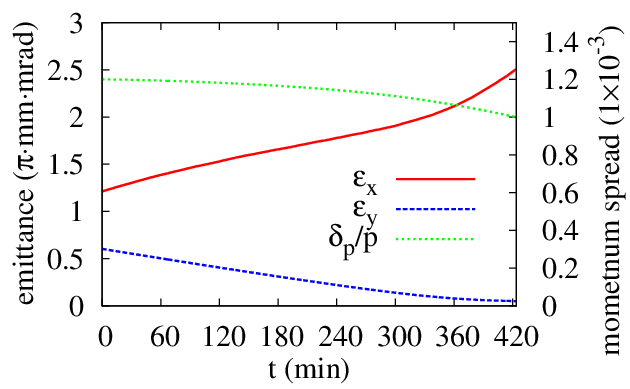 emittance (π·mm·mrad)
3
2.5
2
1.5
1
0.5
0
1.4
1.2
1
0.8
0.6
0.4
0.2
0
mometnum spread (1×10⁻³)
εx
εy
δp/p
0 60 120 180 240 300 360 420
t (min)